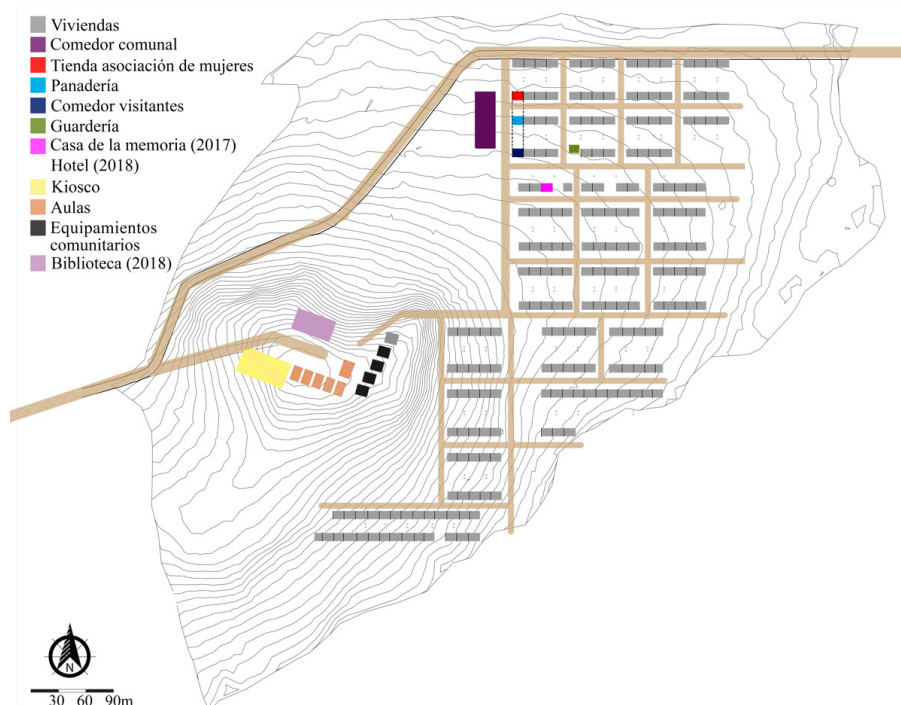 Viviendas
Comedor comunal
Tienda asociación de mujeres
Panadería
Comedor visitantes
Guardería
Casa de la memoria (2017)
Hotel (2018)
Kiosco
Aulas
Equipamientos
comunitarios
Biblioteca (2018)
N
30 60 90m